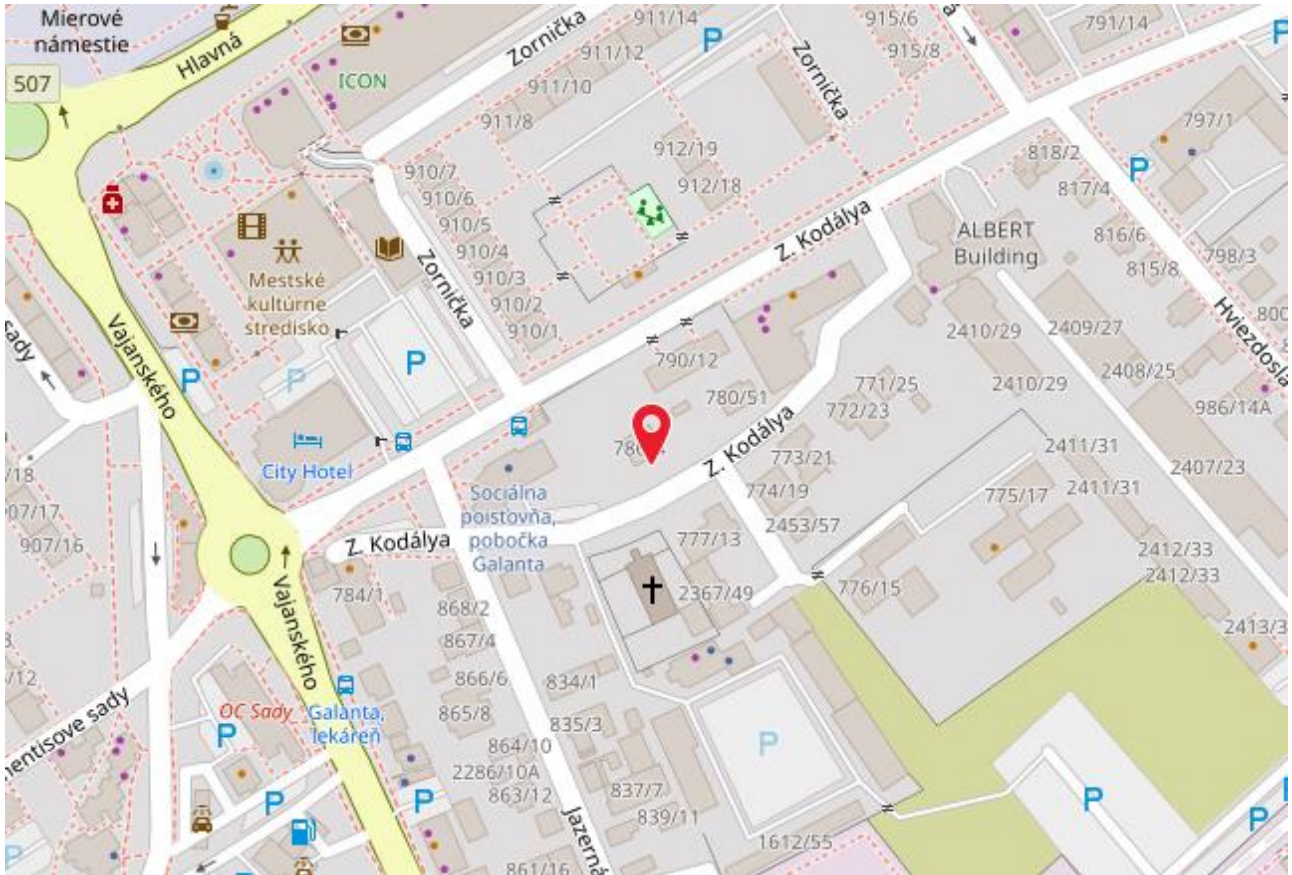 Mierové
námestie
Hlavná
507
ICON
Zornička
911/14
911/12
911/10
911/8
915/6
915/8
791/14
P
Zornička
912/19
912/18
797/1
818/2
817/4
P
910/7
910/6
910/5
910/4
910/3
910/2
910/1
Zornička
Z. Kodálya
ALBERT
Building
816/6
815/8
798/3
Hviezdosla
Mestské
kultúrne
stredisko
P
P
P
sady
Vajanského
790/12
780/51
771/25
772/23
2410/29
2410/29
2409/27
2408/25
986/14A
City Hotel
Z. Kodálya
773/21
774/19
2453/57
2411/31
2411/31
2407/23
775/17
907/16
Sociálna
poisťovňa,
pobočka
Galanta
Z. Kodálya
777/13
2367/49
776/15
2412/33
2412/33
2413/3
784/1
868/2
867/4
866/6
865/8
864/10
2286/10A
863/12
861/16
Vajanského
834/1
835/3
837/7
839/11
Jazerná
1612/55
OC Sady
Galanta,
lekáreň
mentisove sady
P
P
P
P
P
P
P
P